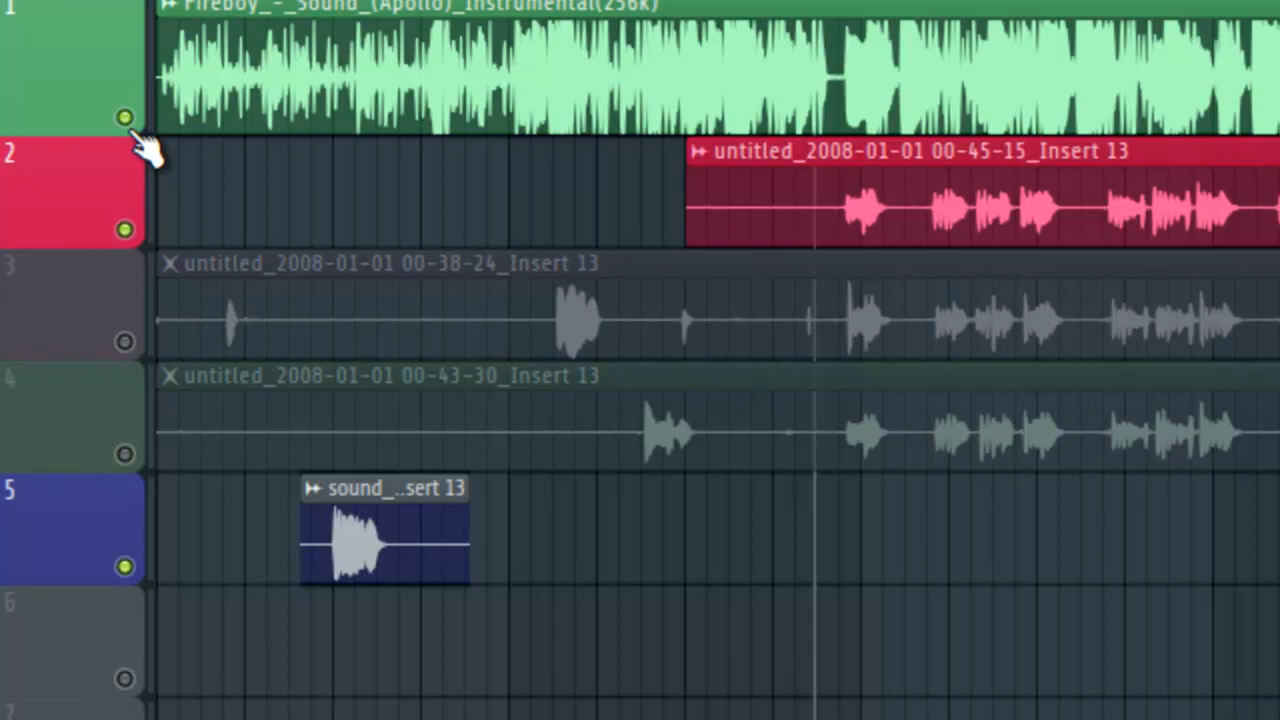 1
Fireboy_-_Sound_(Apollo)_Instrumental(256k)
2
untitled_2008-01-01 00-45-15_Insert 13
3
untitled_2008-01-01 00-38-24_Insert 13
4
untitled_2008-01-01 00-43-30_Insert 13
5
sound_..sert 13
6
7